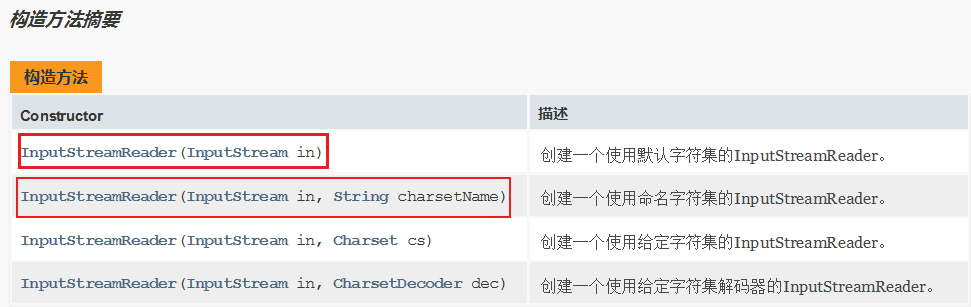 构造方法摘要
构造方法
Constructor 描述
InputStreamReader(InputStream in) 创建一个使用默认字符集的InputStreamReader。
InputStreamReader(InputStream in, String charsetName) 创建一个使用命名字符集的InputStreamReader。
InputStreamReader(InputStream in, Charset cs) 创建一个使用给定字符集的InputStreamReader。
InputStreamReader(InputStream in, CharsetDecoder dec) 创建一个使用给定字符集解码器的InputStreamReader。